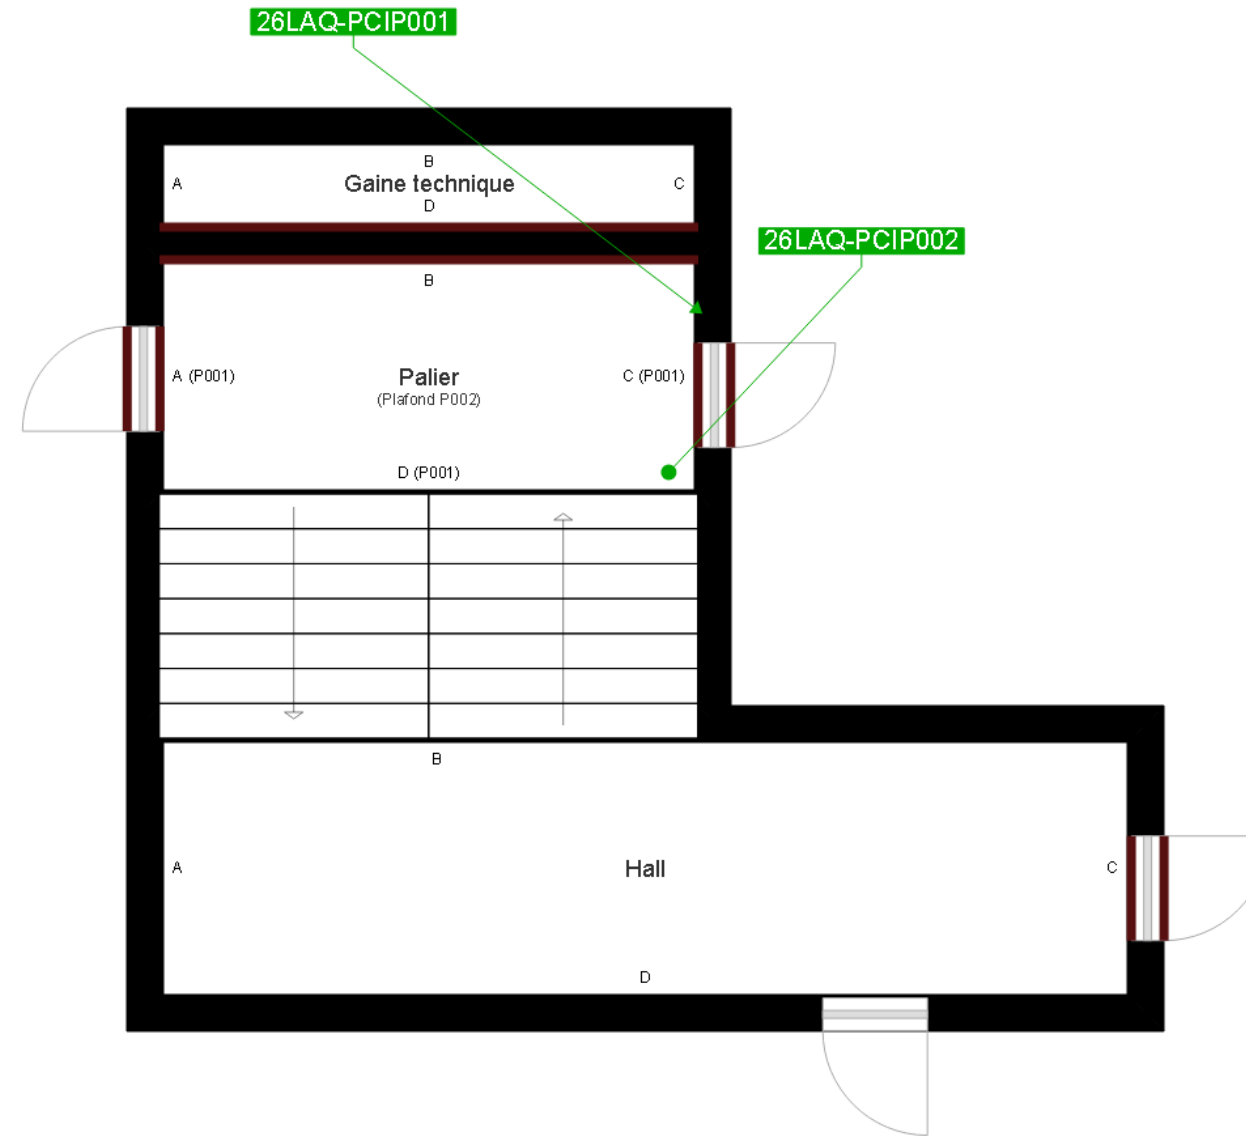 26LAQ-PCIP001
B
A
Gaine technique
C
D
26LAQ-PCIP002
B
A (P001)
Palier
C (P001)
(Plafond P002)
D (P001)
B
A
Hall
C
D